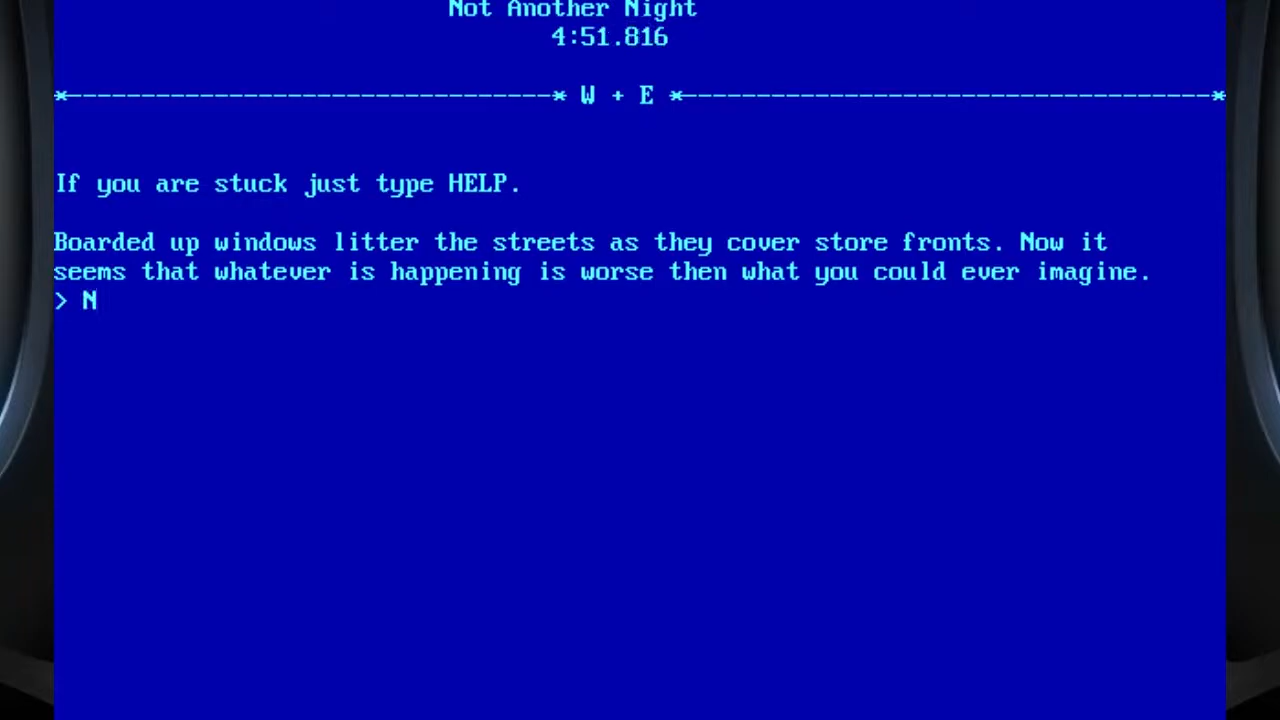 Not Another Night
4:51.816
*----------------------------------* W + E *-------------------------------------*
If you are stuck just type HELP.
Boarded up windows litter the streets as they cover store fronts. Now it
seems that whatever is happening is worse then what you could ever imagine.
> N